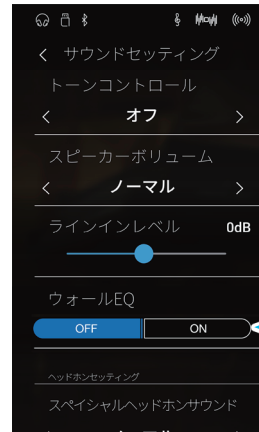 サウンドセッティング
トーンコントロール
オフ
スピーカーボリューム
ノーマル
ラインインレベル 0dB
ウォールEQ
OFF ON
ヘッドホンセッティング
スペイシャルヘッドホンサウンド